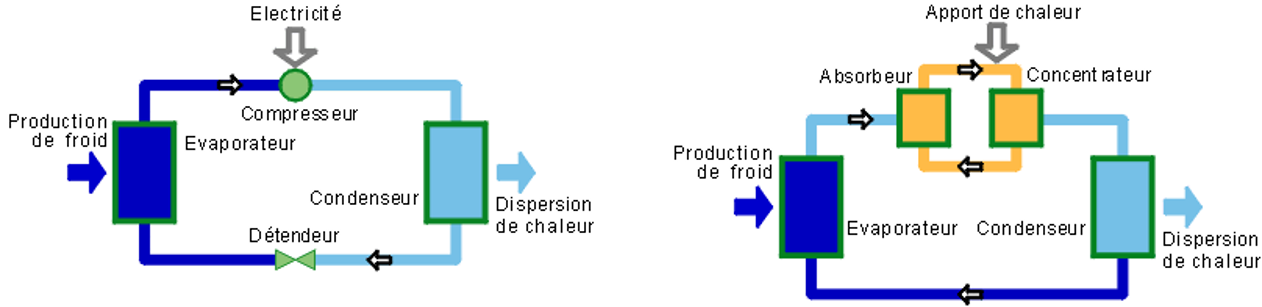 Electricité
Compresseur
Production
de froid
Evaporateur
Condenseur
Dispersion
de chaleur
Détendeur
Apport de chaleur
Absorbeur
Concentrateur
Production
de froid
Evaporateur
Condenseur
Dispersion
de chaleur